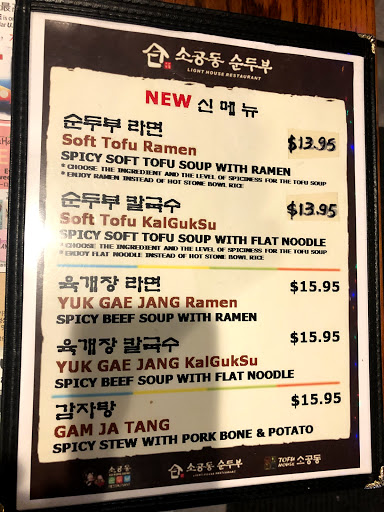 소공동 순두부
LIGHT HOUSE RESTAURANT
NEW 신 메 뉴
순두부 라면 $13.95
Soft Tofu Ramen
SPICY SOFT TOFU SOUP WITH RAMEN
* CHOOSE THE INGREDIENT AND THE LEVEL OF SPICINESS FOR THE TOFU SOUP
* ENJOY RAMEN INSTEAD OF HOT STONE BOWL RICE
순두부 칼국수 $13.95
Soft Tofu KalGukSu
SPICY SOFT TOFU SOUP WITH FLAT NOODLE
* CHOOSE THE INGREDIENT AND THE LEVEL OF SPICINESS FOR THE TOFU SOUP
* ENJOY FLAT NOODLE INSTEAD OF HOT STONE BOWL RICE
육개장 라면 $15.95
YUK GAE JANG Ramen
SPICY BEEF SOUP WITH RAMEN
육개장 칼국수 $15.95
YUK GAE JANG KalGukSu
SPICY BEEF SOUP WITH FLAT NOODLE
감자탕 $15.95
GAM JA TANG
SPICY STEW WITH PORK BONE & POTATO
소공동 소공동 순두부 TOFU HOUSE 소공동
LIGHT HOUSE RESTAURANT